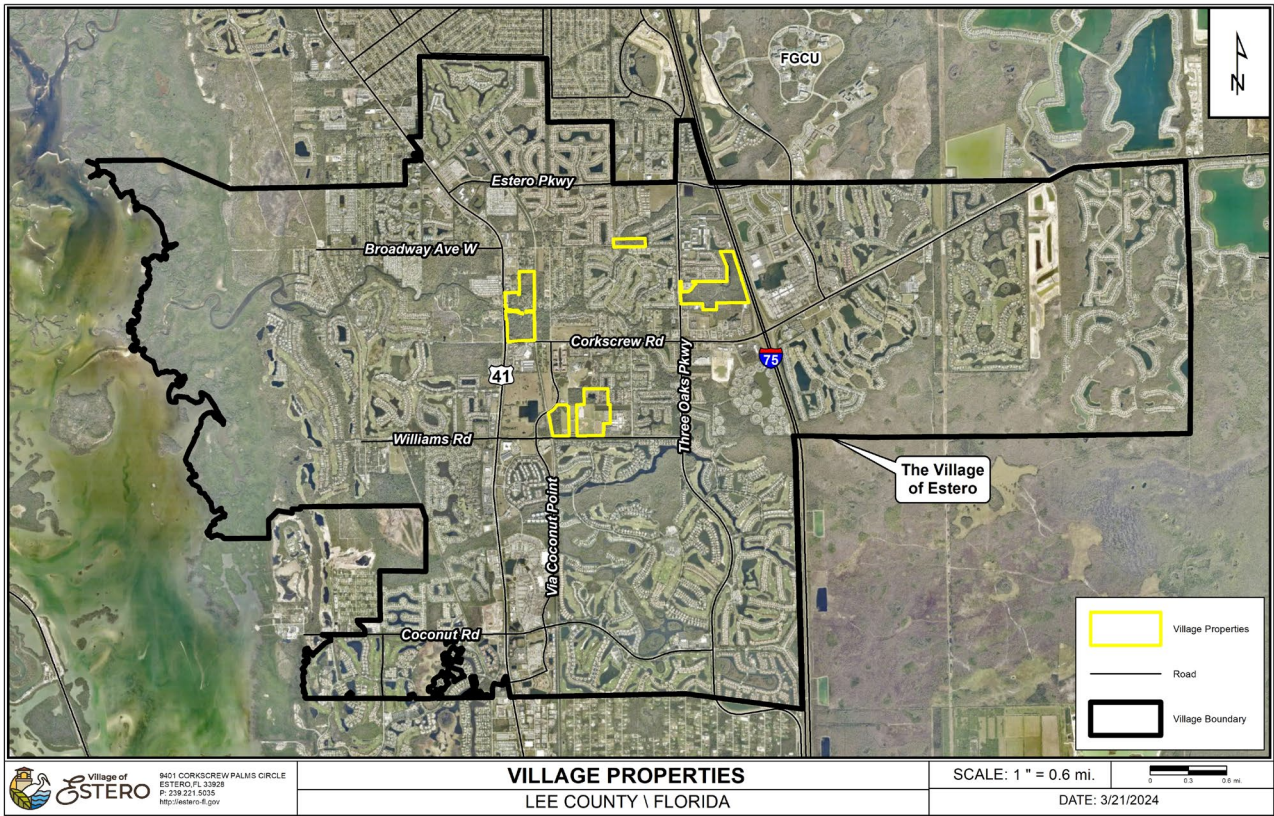 FGCU
N
Estero Pkwy
Broadway Ave W
Corkscrew Rd
75
41
Three Oaks Pkwy
Williams Rd
The Village
of Estero
Via Coconut Point
Coconut Rd
Village Properties
Road
Village Boundary
Village of
ESTERO
9401 CORKSCREW PALMS CIRCLE
ESTERO,FL 33928
P: 239.221.5035
http://estero-fl.gov
VILLAGE PROPERTIES
LEE COUNTY \ FLORIDA
SCALE: 1 " = 0.6 mi.
0 0.3 0.6 mi.
DATE: 3/21/2024